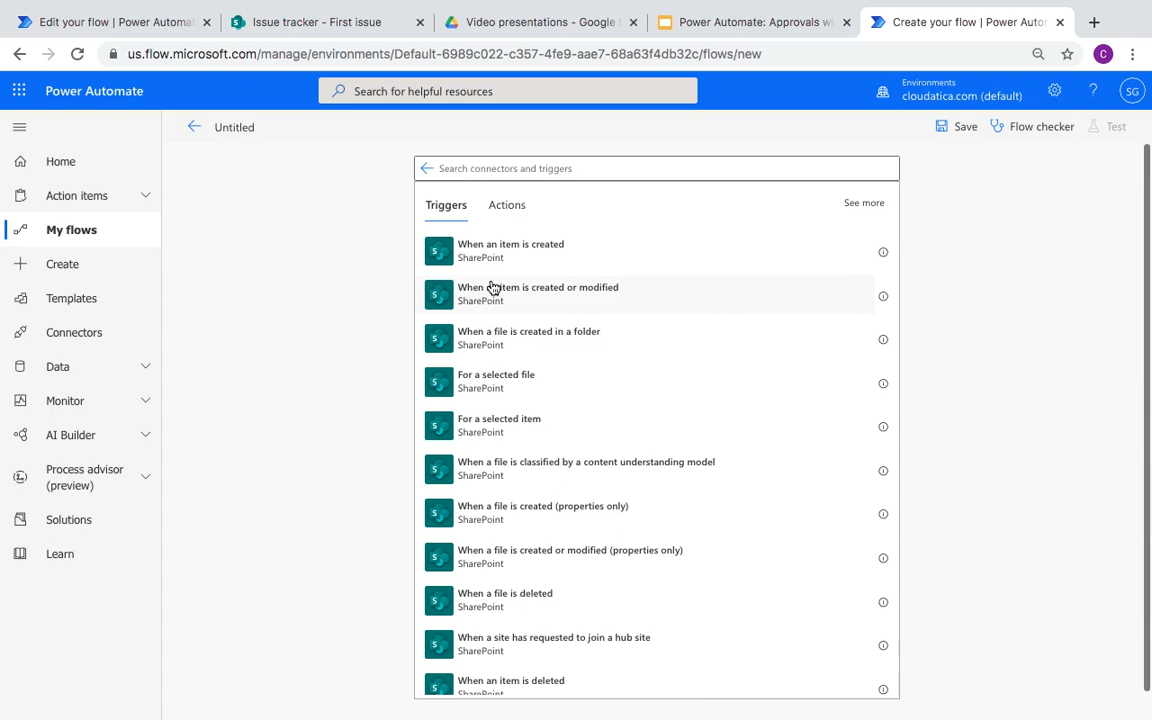 Edit your flow | Power Automat
Issue tracker - First issue
Video presentations - Google
Power Automate: Approvals wi
Create your flow | Power Auto
us.flow.microsoft.com/manage/environments/Default-6989c022-c357-4fe9-aae7-68a63f4db32c/flows/new
C
Power Automate
Search for helpful resources
Environments
cloudatica.com (default)
?
SG
Untitled
Save
Flow checker
Test
Home
Action items
My flows
Create
Templates
Connectors
Data
Monitor
AI Builder
Process advisor
(preview)
Solutions
Learn
Search connectors and triggers
Triggers
Actions
See more
When an item is created
SharePoint
When item is created or modified
SharePoint
When a file is created in a folder
SharePoint
For a selected file
SharePoint
For a selected item
SharePoint
When a file is classified by a content understanding model
SharePoint
When a file is created (properties only)
SharePoint
When a file is created or modified (properties only)
SharePoint
When a file is deleted
SharePoint
When a site has requested to join a hub site
SharePoint
When an item is deleted
SharePoint